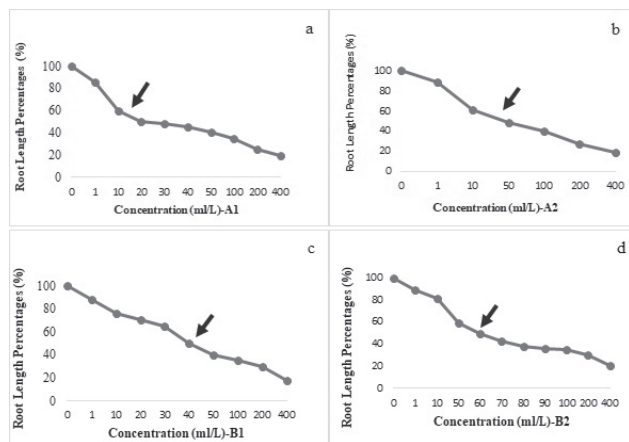 a
Root Length Percentages (%)
100
80
60
40
20
0
0 1 10 20 30 40 50 100 200 400
Concentration (ml/L)-A1
b
Root Length Percentages (%)
100
80
60
40
20
0
0 1 10 50 100 200 400
Concentration (ml/L)-A2
c
Root Length Percentages (%)
100
80
60
40
20
0
0 1 10 20 30 40 50 100 200 400
Concentration (ml/L)-B1
d
Root Length Percentages (%)
100
80
60
40
20
0
0 1 10 50 60 70 80 90 100 200 400
Concentration (ml/L)-B2